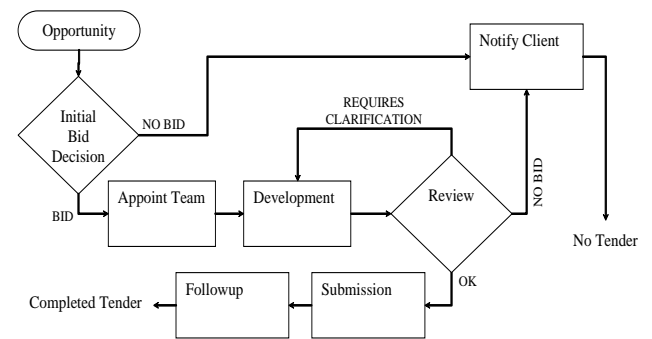 Opportunity
Notify Client
Initial
Bid
Decision
NO BID
REQUIRES
CLARIFICATION
BID
Appoint Team
Development
Review
NO BID
No Tender
OK
Completed Tender
Followup
Submission